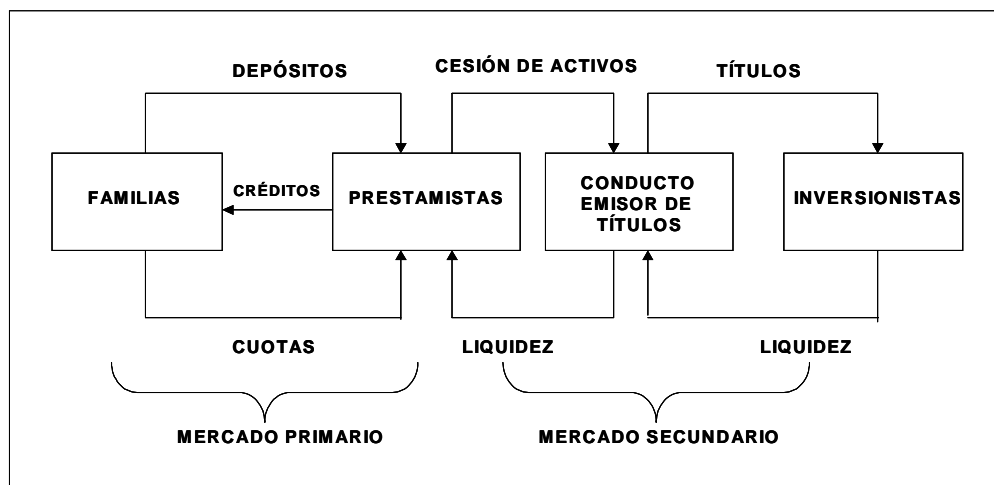 DEPÓSITOS
CESIÓN DE ACTIVOS
TÍTULOS
FAMILIAS
CRÉDITOS
PRESTAMISTAS
CONDUCTO
EMISOR DE
TÍTULOS
INVERSIONISTAS
CUOTAS
LIQUIDEZ
LIQUIDEZ
MERCADO PRIMARIO
MERCADO SECUNDARIO